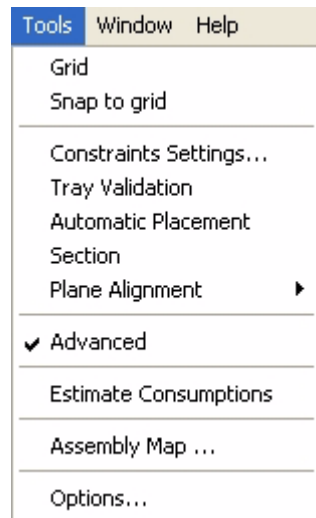 Tools Window Help
Grid
Snap to grid
Constraints Settings...
Tray Validation
Automatic Placement
Section
Plane Alignment
Advanced
Estimate Consumptions
Assembly Map ...
Options...